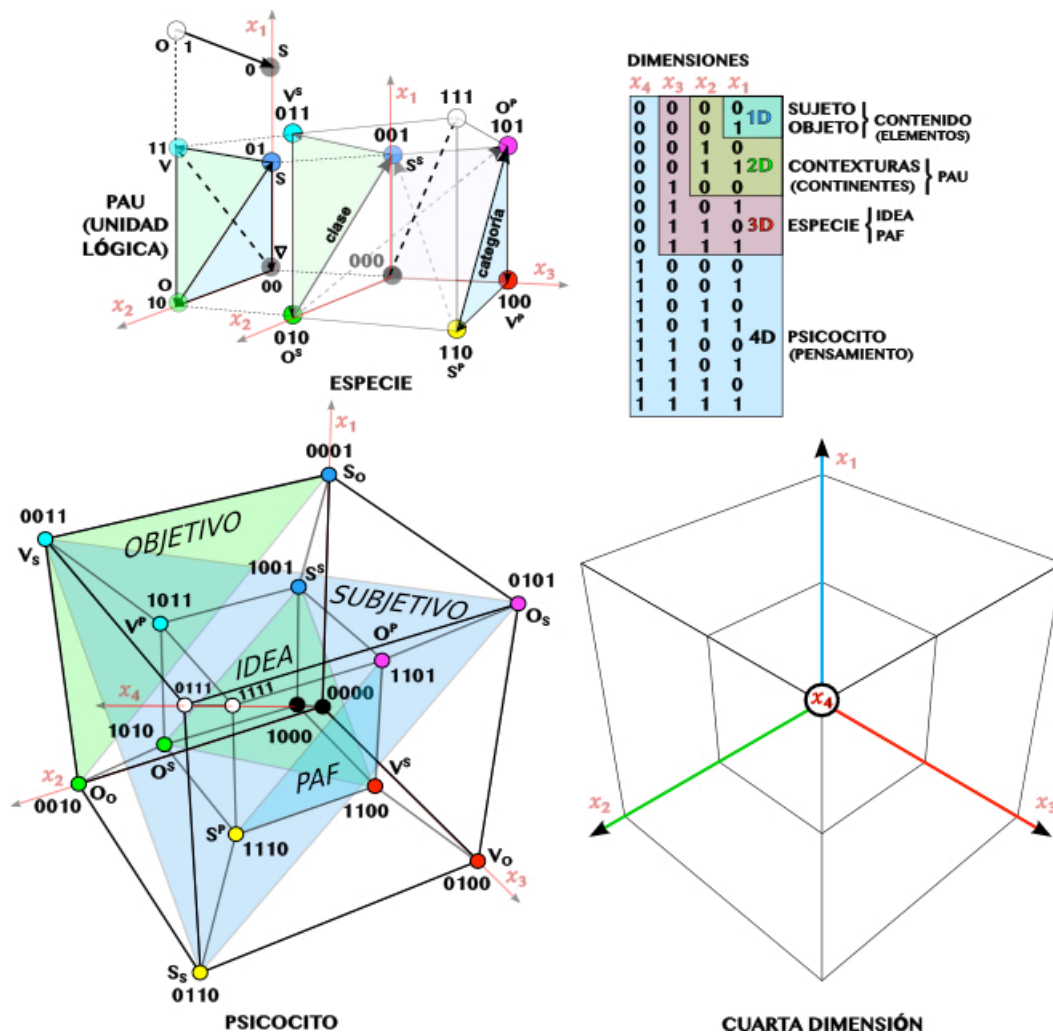 x₁
O 1
S
0
Vˢ
011
x₁
111
Oᴾ
101
11
V
01
S
001
Sˢ
PAU
(UNIDAD
LÓGICA)
clase
categoría
∇
00
000
x₃
O
10
x₂
x₂
010
Oˢ
100
Vᴾ
110
Sᴾ
ESPECIE
DIMENSIONES
x₄ x₃ x₂ x₁
0 0 0 0
0 0 0 1
0 0 1 0
0 0 1 1
0 1 0 0
0 1 0 1
0 1 1 0
0 1 1 1
1 0 0 0
1 0 0 1
1 0 1 0
1 0 1 1
1 1 0 0
1 1 0 1
1 1 1 0
1 1 1 1
1D
2D
3D
4D
SUJETO
OBJETO
CONTENIDO
(ELEMENTOS)
CONTEXTURAS
(CONTINENTES)
PAU
ESPECIE
IDEA
PAF
PSICOCITO
(PENSAMIENTO)
x₁
0001
Sₒ
0011
Vₛ
OBJETIVO
1001 Sˢ
SUBJETIVO
0101
Oₛ
1011
Vᴾ
Oᴾ
1101
IDEA
x₄
0111
1111
0000
1010
Oˢ
1000
x₂
Oₒ
0010
PAF
Vˢ
1100
Sᴾ
1110
Vₒ
0100
x₃
Sₛ
0110
PSICOCITO
x₁
x₄
x₂
x₃
CUARTA DIMENSIÓN